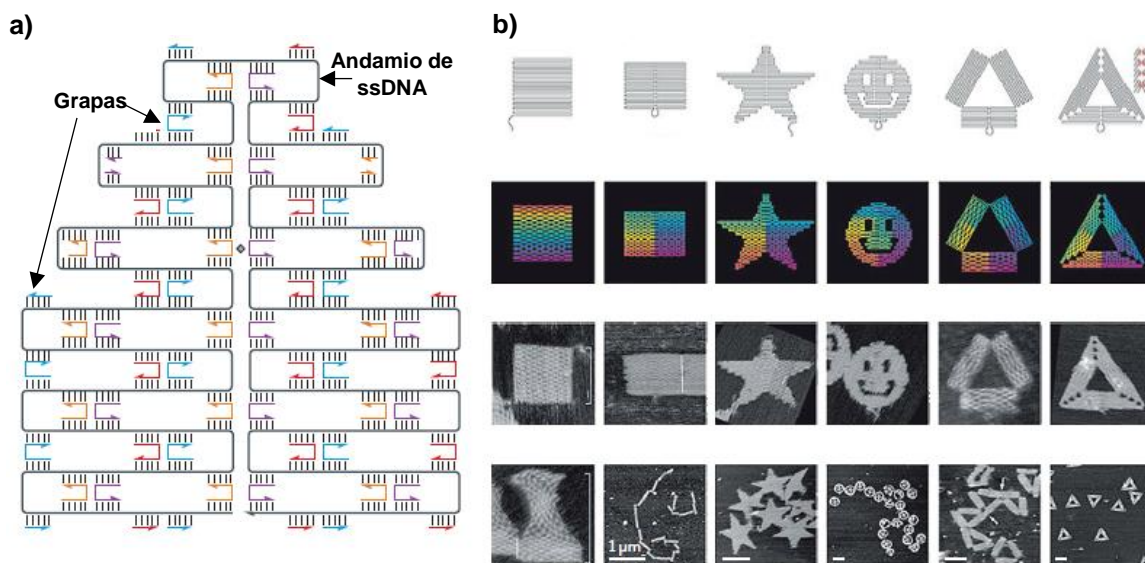 a)
Andamio de
ssDNA
Grapas
b)
1 µm